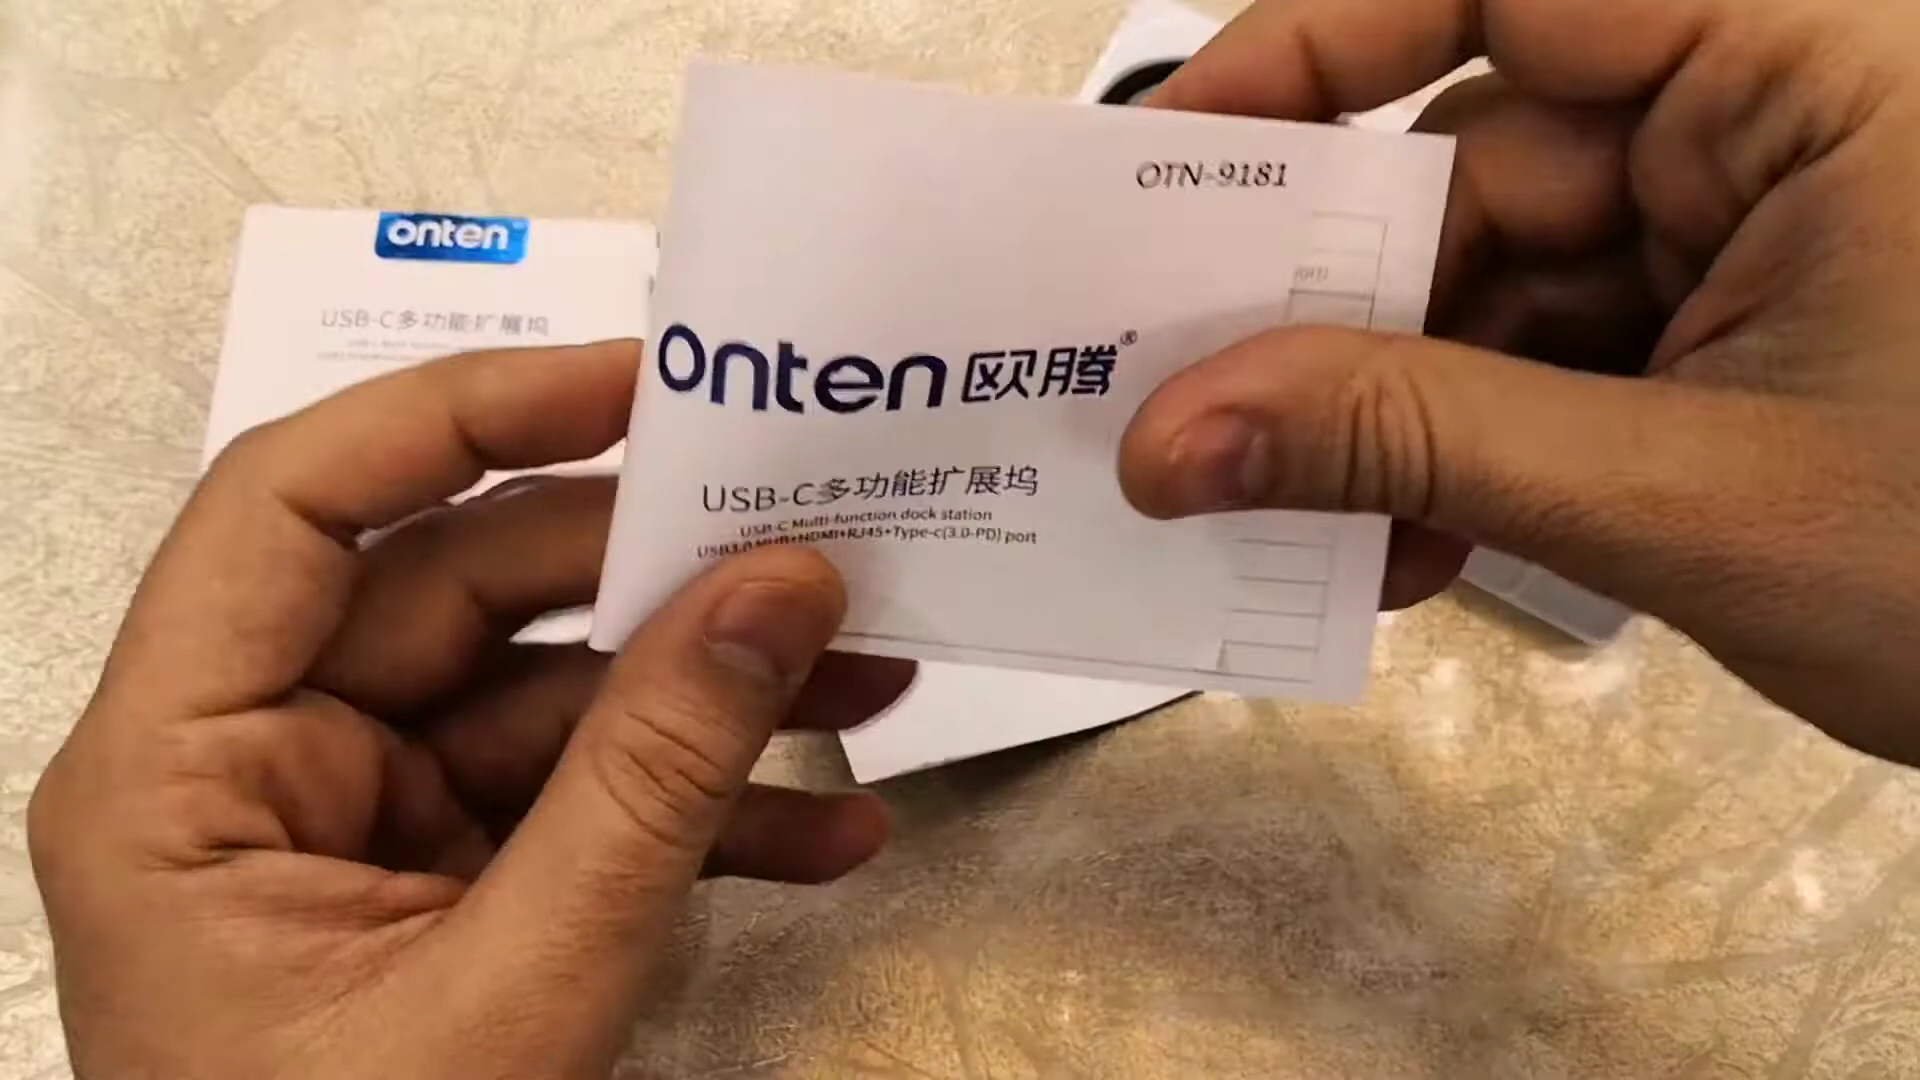 OTN-9181
onten
USB-C多功能扩展坞
onten 欧腾®
USB-C多功能扩展坞
USB-C Multi-function dock station
USB3.0 HUB+HDMI+RJ45+Type-c(3.0-PD) port